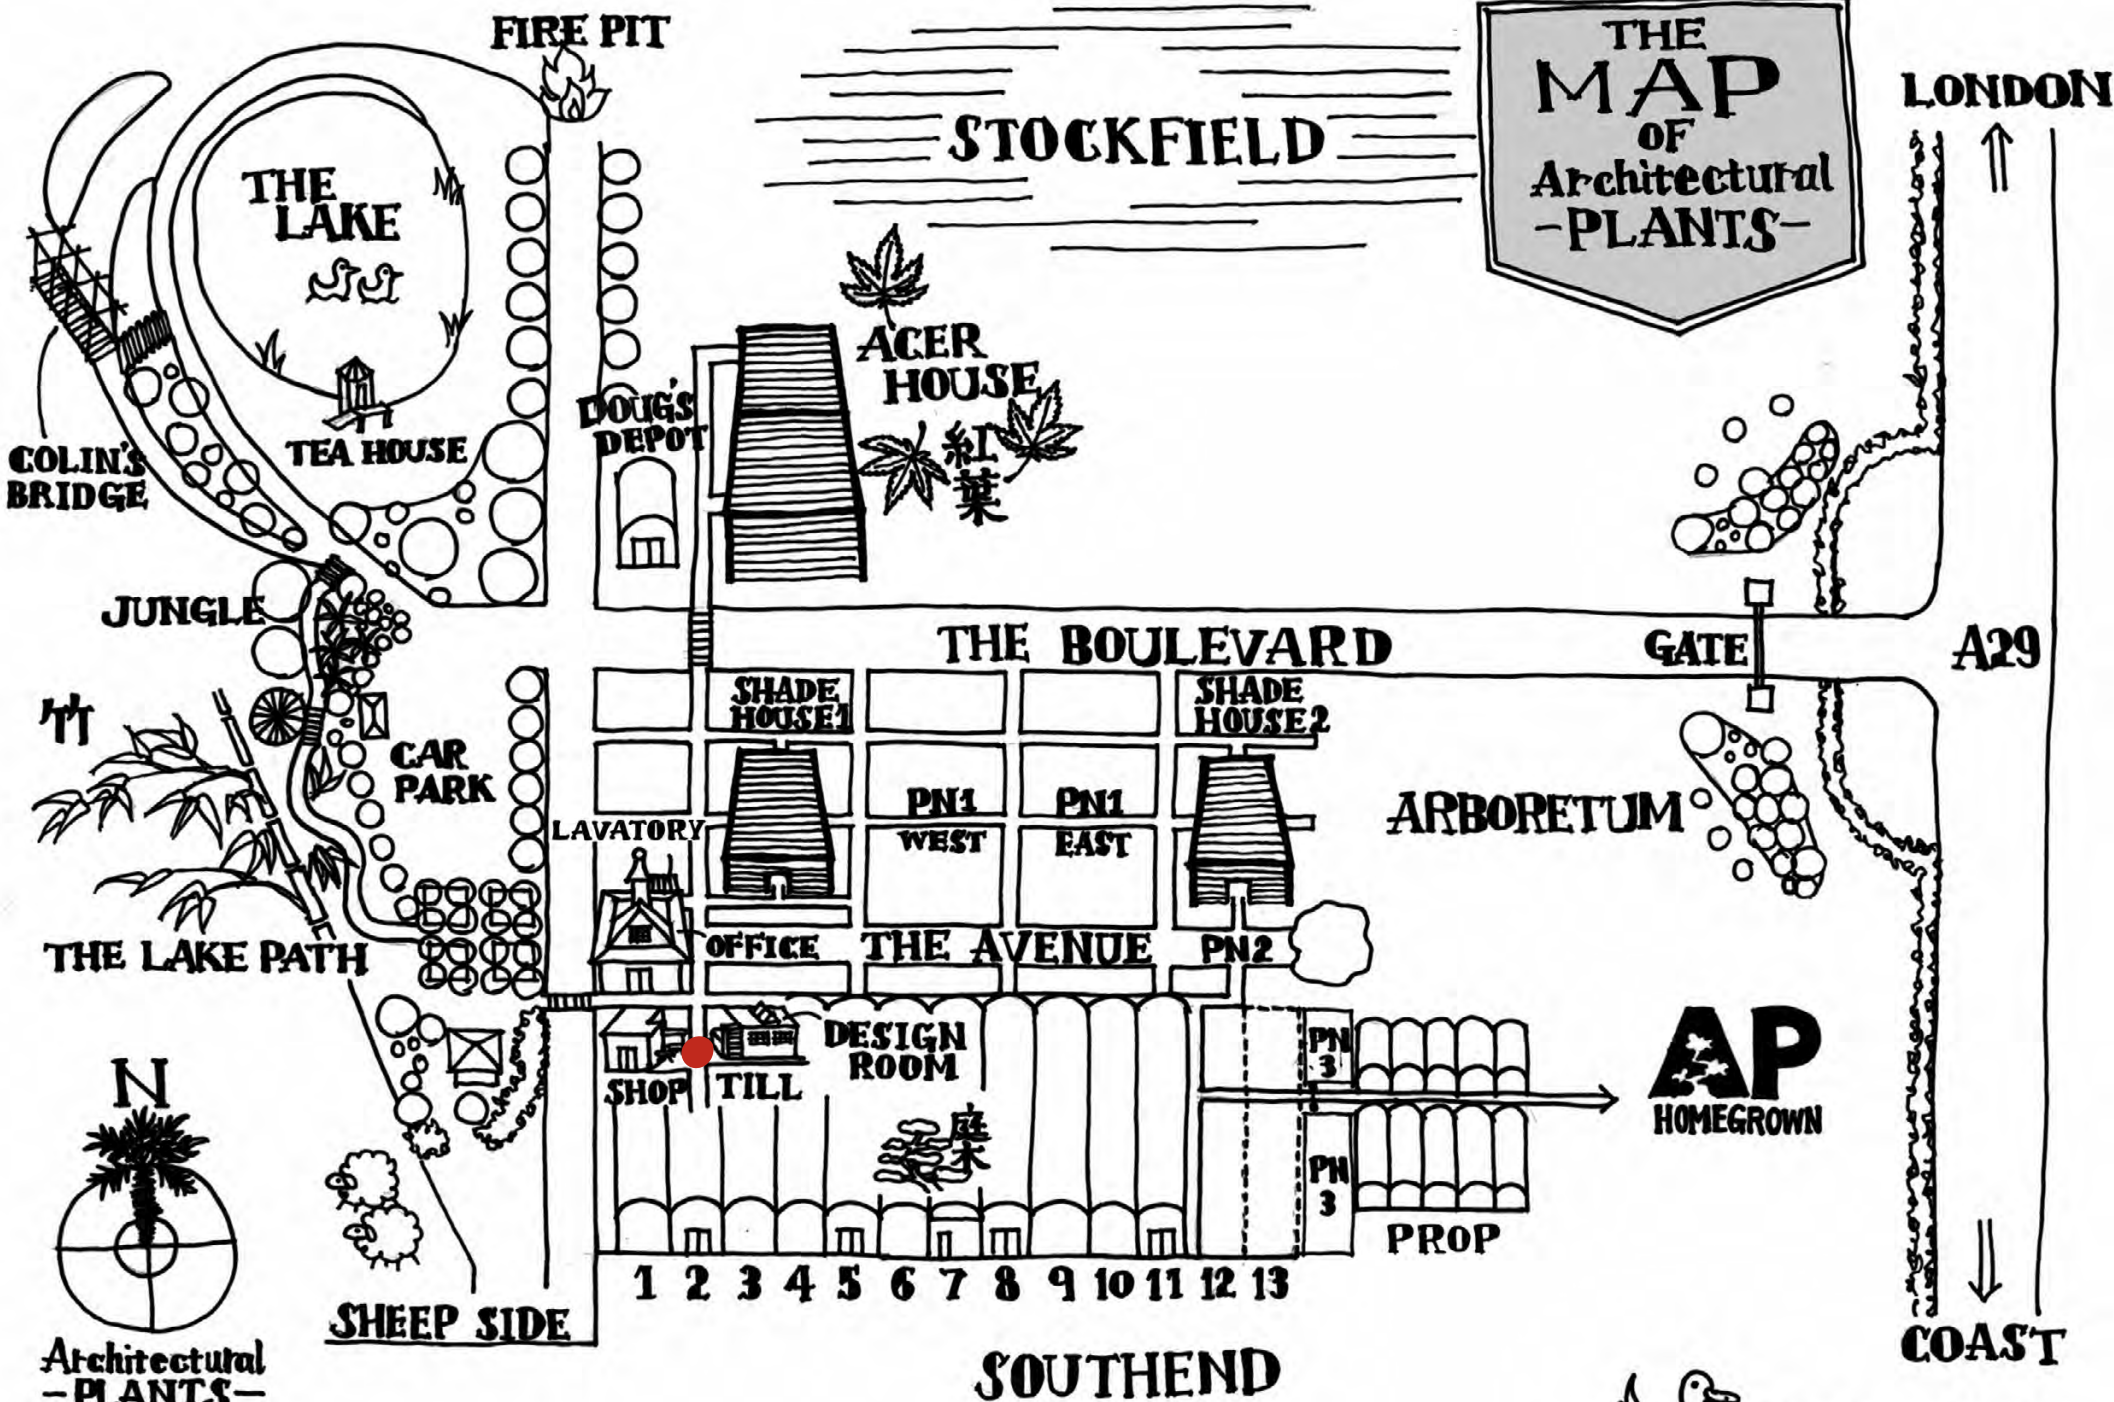 FIRE PIT
THE
MAP
OF
Architectural
-PLANTS-
LONDON
STOCKFIELD
THE
LAKE
ACER
HOUSE
紅
葉
DOUG'S
DEPOT
TEA HOUSE
COLIN'S
BRIDGE
JUNGLE
THE BOULEVARD
GATE
A29
SHADE
HOUSE 1
SHADE
HOUSE 2
CAR
PARK
PN1
WEST
PN1
EAST
ARBORETUM
LAVATORY
THE LAKE PATH
OFFICE
THE AVENUE
PN2
DESIGN
ROOM
SHOP
TILL
PN
3
AP
HOMEGROWN
N
庭
木
PN
3
PROP
1 2 3 4 5 6 7 8 9 10 11 12 13
SHEEP SIDE
SOUTHEND
COAST
Architectural
-PLANTS-